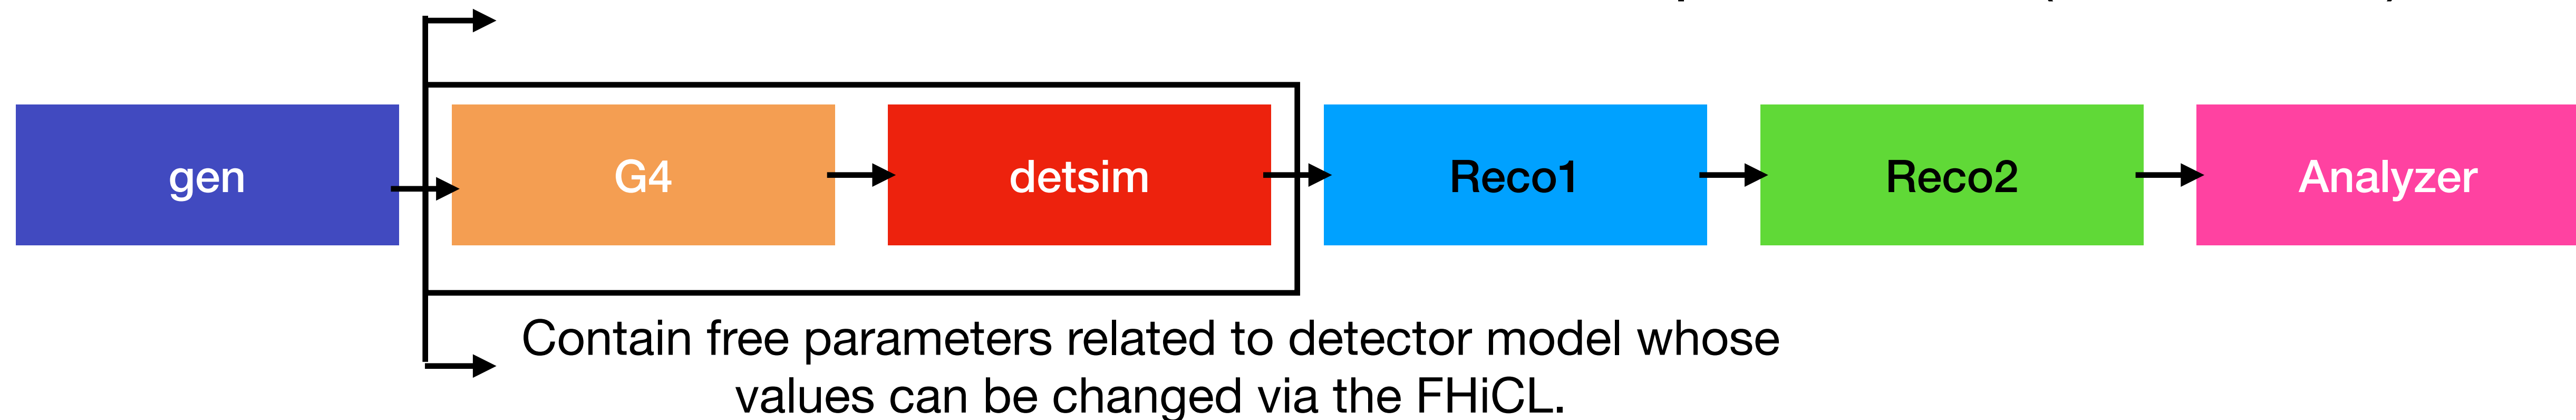 gen
G4
detsim
Reco1
Reco2
Analyzer
Contain free parameters related to detector model whose
values can be changed via the FHiCL.